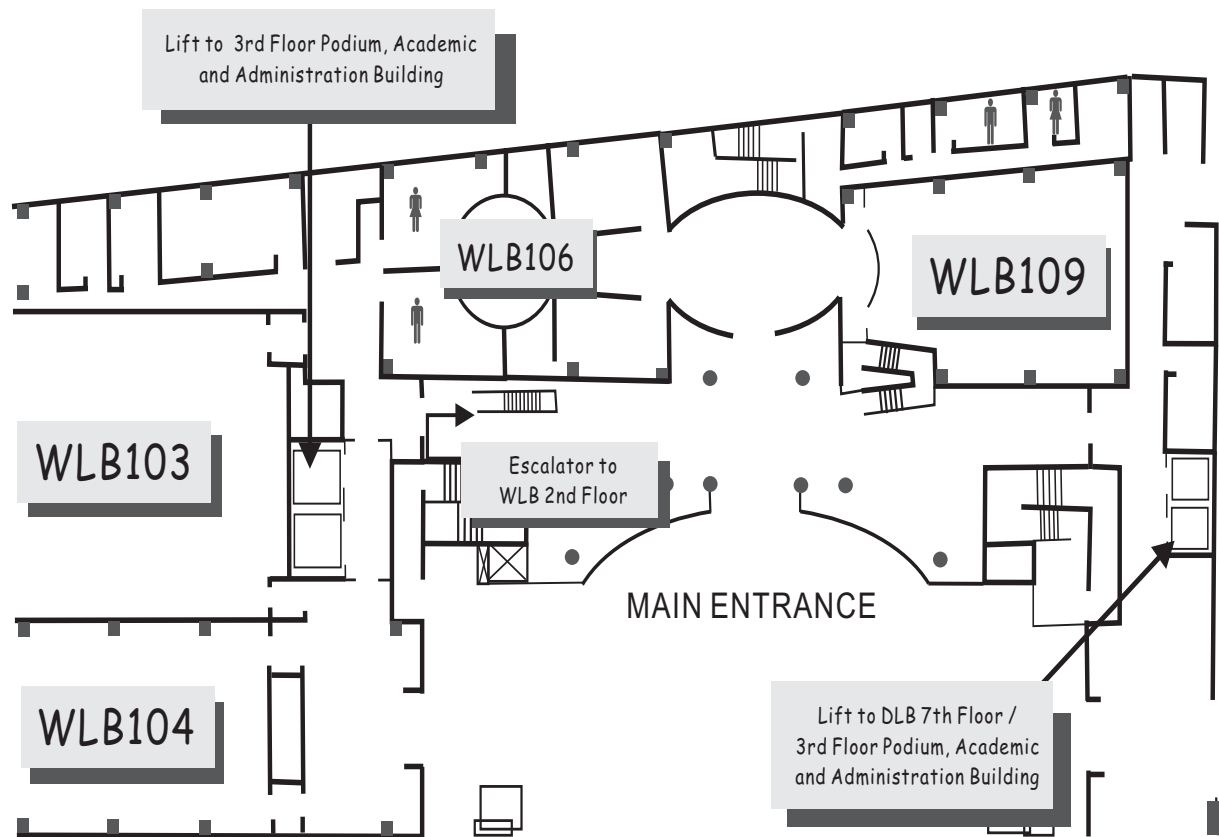 Lift to 3rd Floor Podium, Academic
and Administration Building
WLB106
WLB109
WLB103
Escalator to
WLB 2nd Floor
MAIN ENTRANCE
WLB104
Lift to DLB 7th Floor /
3rd Floor Podium, Academic
and Administration Building